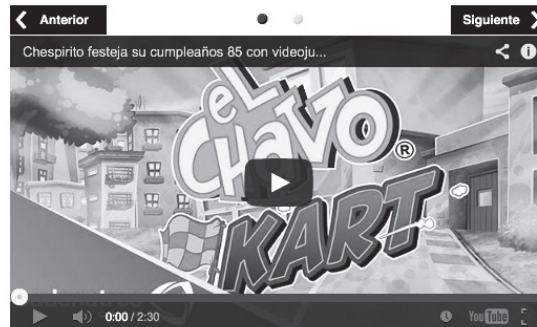 Anterior
Siguiente
Chespirito festeja su cumpleaños 85 con videoju...
el
CHAVO®
KART
0:00 / 2:30
YouTube